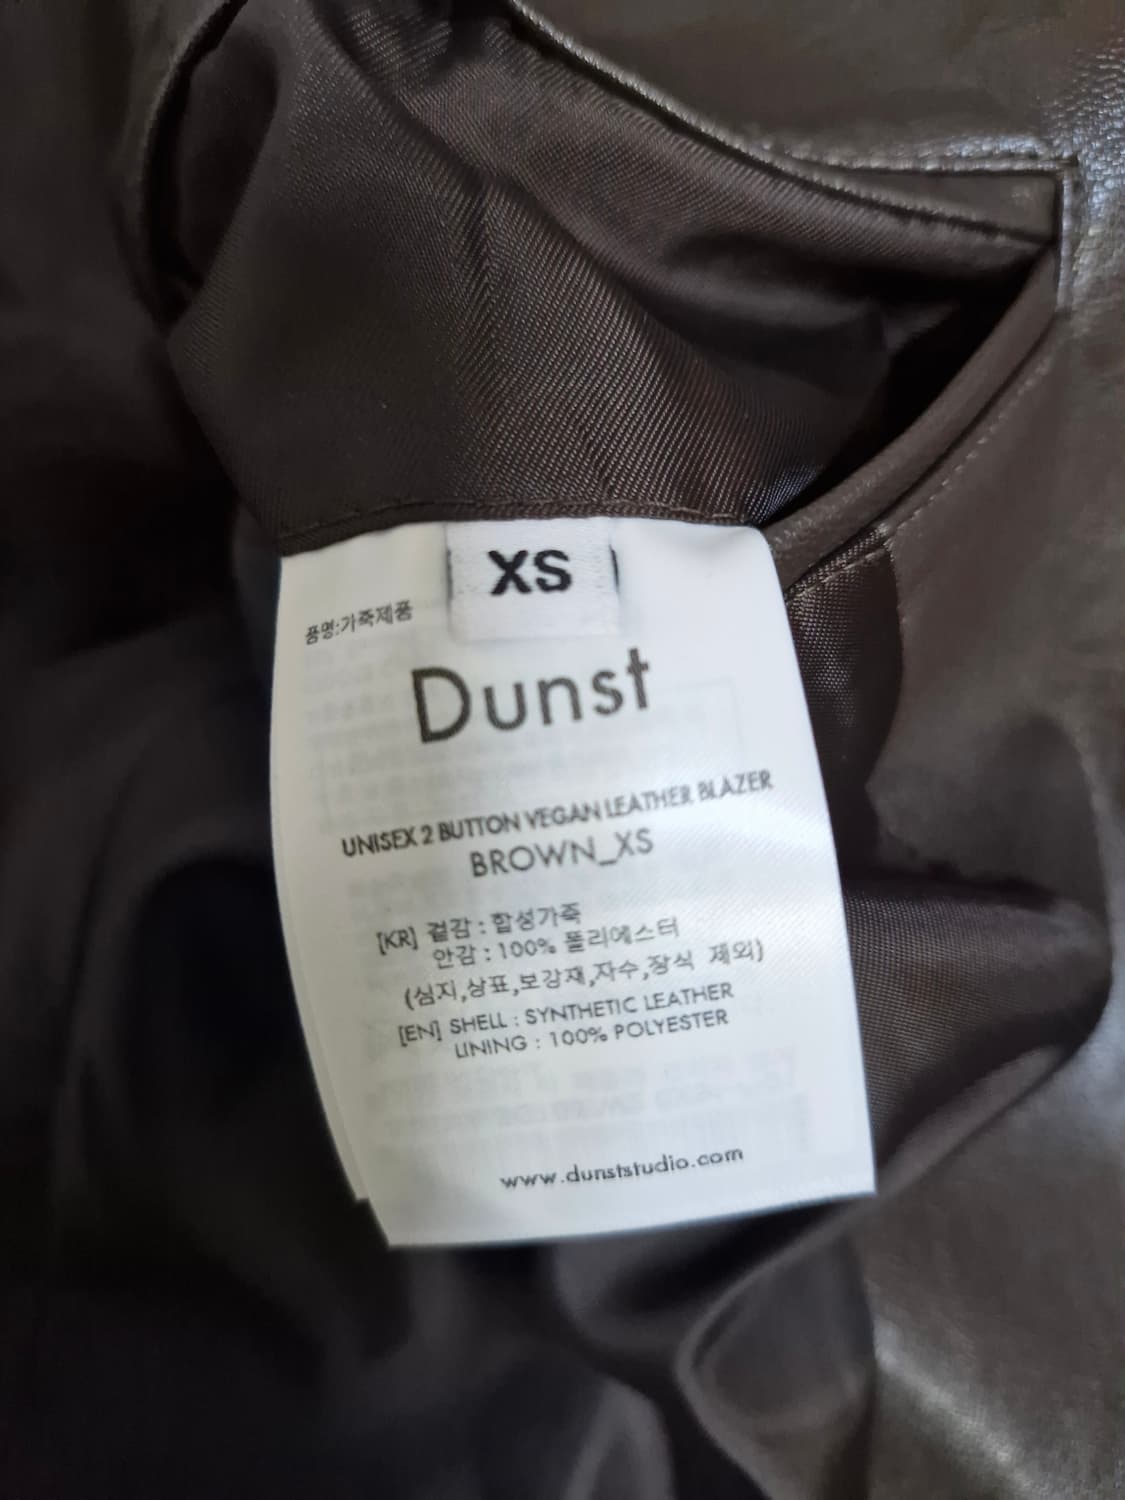 XS
품명:가죽제품
Dunst
UNISEX 2 BUTTON VEGAN LEATHER BLAZER
BROWN_XS
[KR] 겉감 : 합성가죽
안감 : 100% 폴리에스터
(심지,상표,보강재,자수,장식 제외)
[EN] SHELL : SYNTHETIC LEATHER
LINING : 100% POLYESTER
www.dunststudio.com